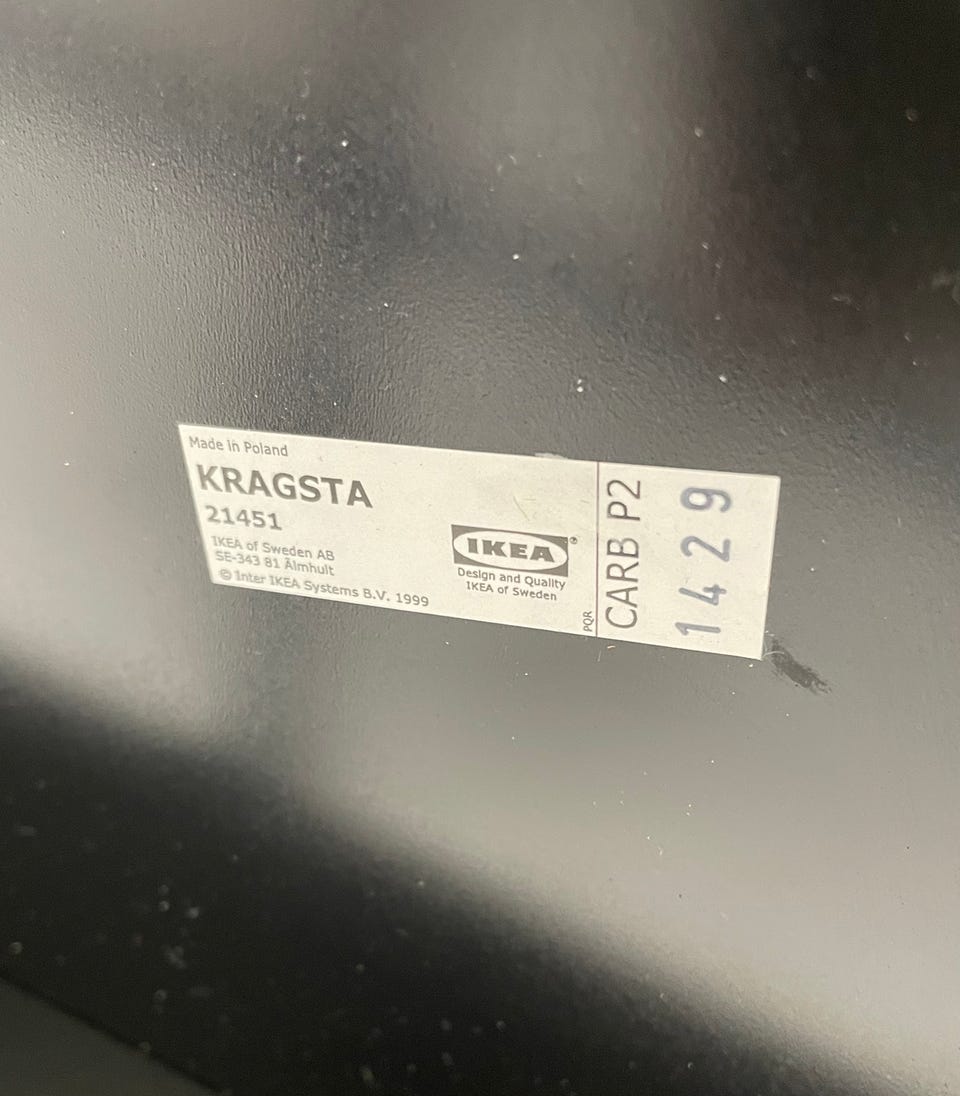 Made in Poland
KRAGSTA
21451
IKEA of Sweden AB
SE-343 81 Älmhult
© Inter IKEA Systems B.V. 1999
IKEA®
Design and Quality
IKEA of Sweden
PQR
CARB P2
1429